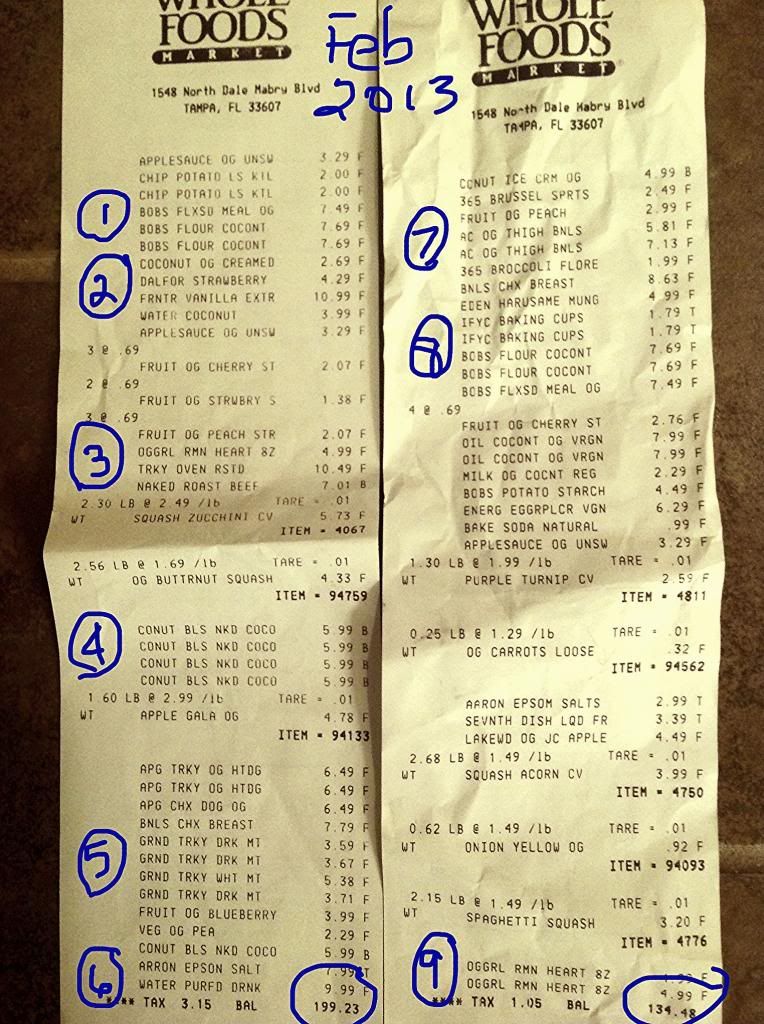 WHOLE
FOODS
MARKET
1548 North Dale Mabry Blvd
TAMPA, FL 33607
Feb
2013
APPLESAUCE OG UNSW 3.29 F
CHIP POTATO LS KTL 2.00 F
CHIP POTATO LS KTL 2.00 F
1
BOBS FLXSD MEAL OG 7.49 F
BOBS FLOUR COCONT 7.69 F
BOBS FLOUR COCONT 7.69 F
COCONUT OG CREAMED 2.69 F
2
DALFOR STRAWBERRY 4.29 F
FRNTR VANILLA EXTR 10.99 F
WATER COCONUT 3.99 F
APPLESAUCE OG UNSW 3.29 F
3 @ .69
FRUIT OG CHERRY ST 2.07 F
2 @ .69
FRUIT OG STRWBRY S 1.38 F
3 @ .69
FRUIT OG PEACH STR 2.07 F
3
OGGRL RMN HEART 8Z 4.99 F
TRKY OVEN RSTD 10.49 F
NAKED ROAST BEEF 7.01 B
2.30 LB @ 2.49 /lb TARE = .01
WT SQUASH ZUCCHINI CV 5.73 F
ITEM = 4067
2.56 LB @ 1.69 /lb TARE = .01
WT OG BUTTRNUT SQUASH 4.33 F
ITEM = 94759
4
CONUT BLS NKD COCO 5.99 B
CONUT BLS NKD COCO 5.99 B
CONUT BLS NKD COCO 5.99 B
CONUT BLS NKD COCO 5.99 B
1.60 LB @ 2.99 /lb TARE = .01
WT APPLE GALA OG 4.78 F
ITEM = 94133
APG TRKY OG HTDG 6.49 F
APG TRKY OG HTDG 6.49 F
APG CHX DOG OG 6.49 F
BNLS CHX BREAST 7.79 F
5
GRND TRKY DRK MT 3.59 F
GRND TRKY DRK MT 3.67 F
GRND TRKY WHT MT 5.38 F
GRND TRKY DRK MT 3.71 F
FRUIT OG BLUEBERRY 3.99 F
VEG OG PEA 2.29 F
CONUT BLS NKD COCO 5.99 B
6
ARRON EPSON SALT 7.99 T
WATER PURFD DRNK 9.99 F
**** TAX 3.15 BAL 199.23
WHOLE
FOODS
MARKET
1548 North Dale Mabry Blvd
TAMPA, FL 33607
CONUT ICE CRM OG 4.99 B
365 BRUSSEL SPRTS 2.49 F
FRUIT OG PEACH 2.99 F
7
AC OG THIGH BNLS 5.81 F
AC OG THIGH BNLS 7.13 F
365 BROCCOLI FLORE 1.99 F
BNLS CHX BREAST 8.63 F
EDEN HARUSAME MUNG 4.99 F
8
IFYC BAKING CUPS 1.79 T
IFYC BAKING CUPS 1.79 T
BOBS FLOUR COCONT 7.69 F
BOBS FLOUR COCONT 7.69 F
BOBS FLXSD MEAL OG 7.49 F
4 @ .69
FRUIT OG CHERRY ST 2.76 F
OIL COCONT OG VRGN 7.99 F
OIL COCONT OG VRGN 7.99 F
MILK OG COCNT REG 2.29 F
BOBS POTATO STARCH 4.49 F
ENERG EGGRPLCR VGN 6.29 F
BAKE SODA NATURAL .99 F
APPLESAUCE OG UNSW 3.29 F
1.30 LB @ 1.99 /lb TARE = .01
WT PURPLE TURNIP CV 2.59 F
ITEM = 4811
0.25 LB @ 1.29 /lb TARE = .01
WT OG CARROTS LOOSE .32 F
ITEM = 94562
AARON EPSOM SALTS 2.99 T
SEVNTH DISH LQD FR 3.39 T
LAKEWD OG JC APPLE 4.49 F
2.68 LB @ 1.49 /lb TARE = .01
WT SQUASH ACORN CV 3.99 F
ITEM = 4750
0.62 LB @ 1.49 /lb TARE = .01
WT ONION YELLOW OG .92 F
ITEM = 94093
2.15 LB @ 1.49 /lb TARE = .01
WT SPAGHETTI SQUASH 3.20 F
ITEM = 4776
9
OGGRL RMN HEART 8Z 4.99 F
OGGRL RMN HEART 8Z 4.99 F
**** TAX 1.05 BAL 134.48